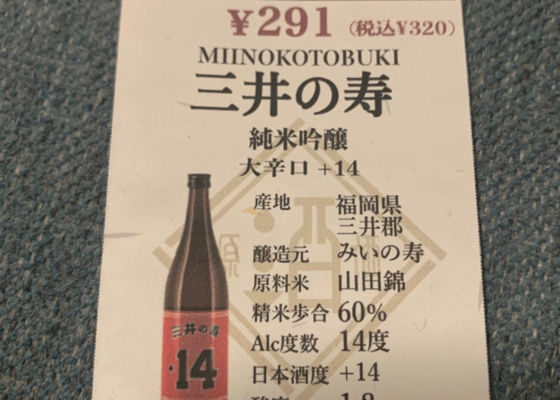 ¥291 (税込¥320)
MIINOKOTOBUKI
三井の寿
純米吟醸
大辛口 +14
産地 福岡県
三井郡
醸造元 みいの寿
原料米 山田錦
精米歩合 60%
Alc度数 14度
日本酒度 +14
三井の寿
+14